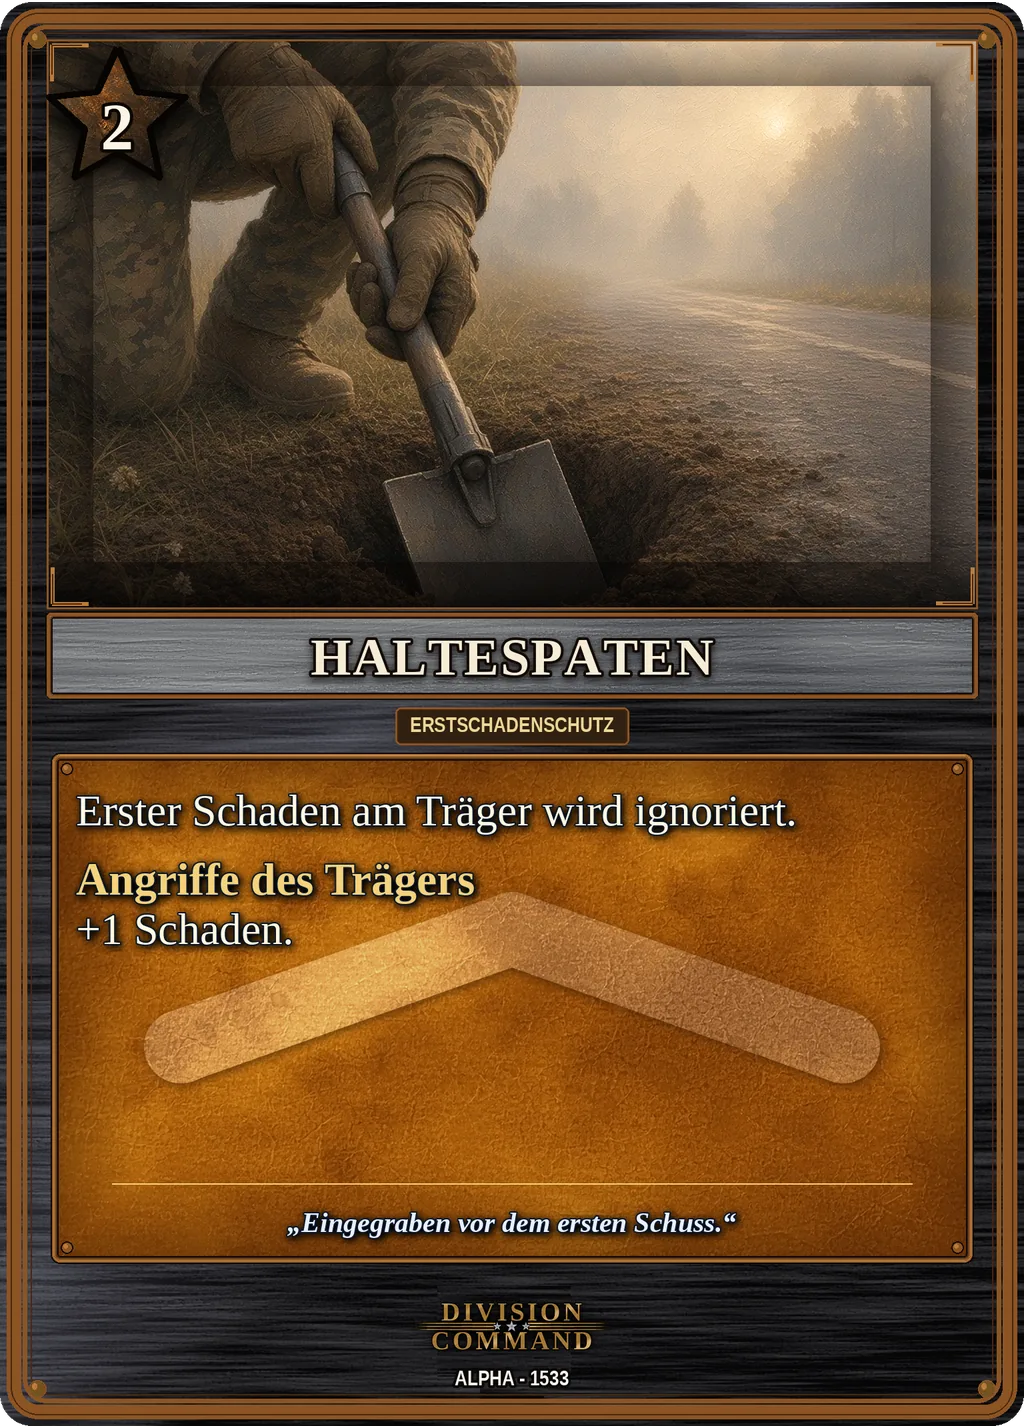 2
HALTESPATEN
ERSTSCHADENSCHUTZ
Erster Schaden am Träger wird ignoriert.
Angriffe des Trägers
+1 Schaden.
„Eingegraben vor dem ersten Schuss.“
DIVISION
COMMAND
ALPHA - 1533